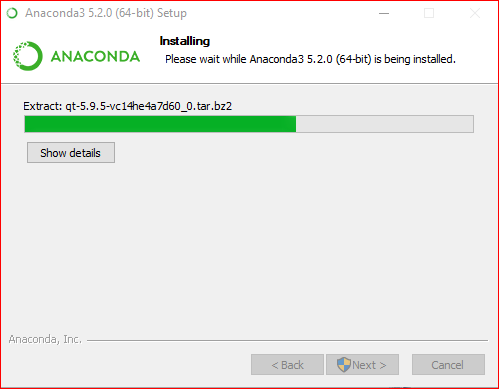 Anaconda3 5.2.0 (64-bit) Setup
ANACONDA
Installing
Please wait while Anaconda3 5.2.0 (64-bit) is being installed.
Extract: qt-5.9.5-vc14he4a7d60_0.tar.bz2
Show details
Anaconda, Inc.
< Back
Next >
Cancel